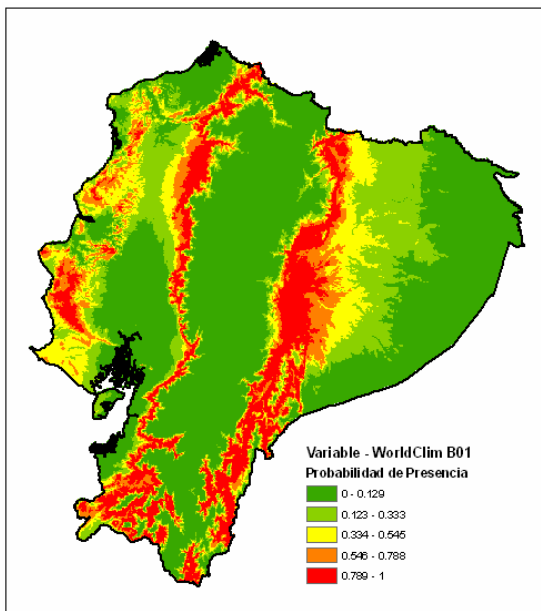 Variable - WorldClim B01
Probabilidad de Presencia
0 - 0.129
0.123 - 0.333
0.334 - 0.545
0.546 - 0.788
0.789 - 1